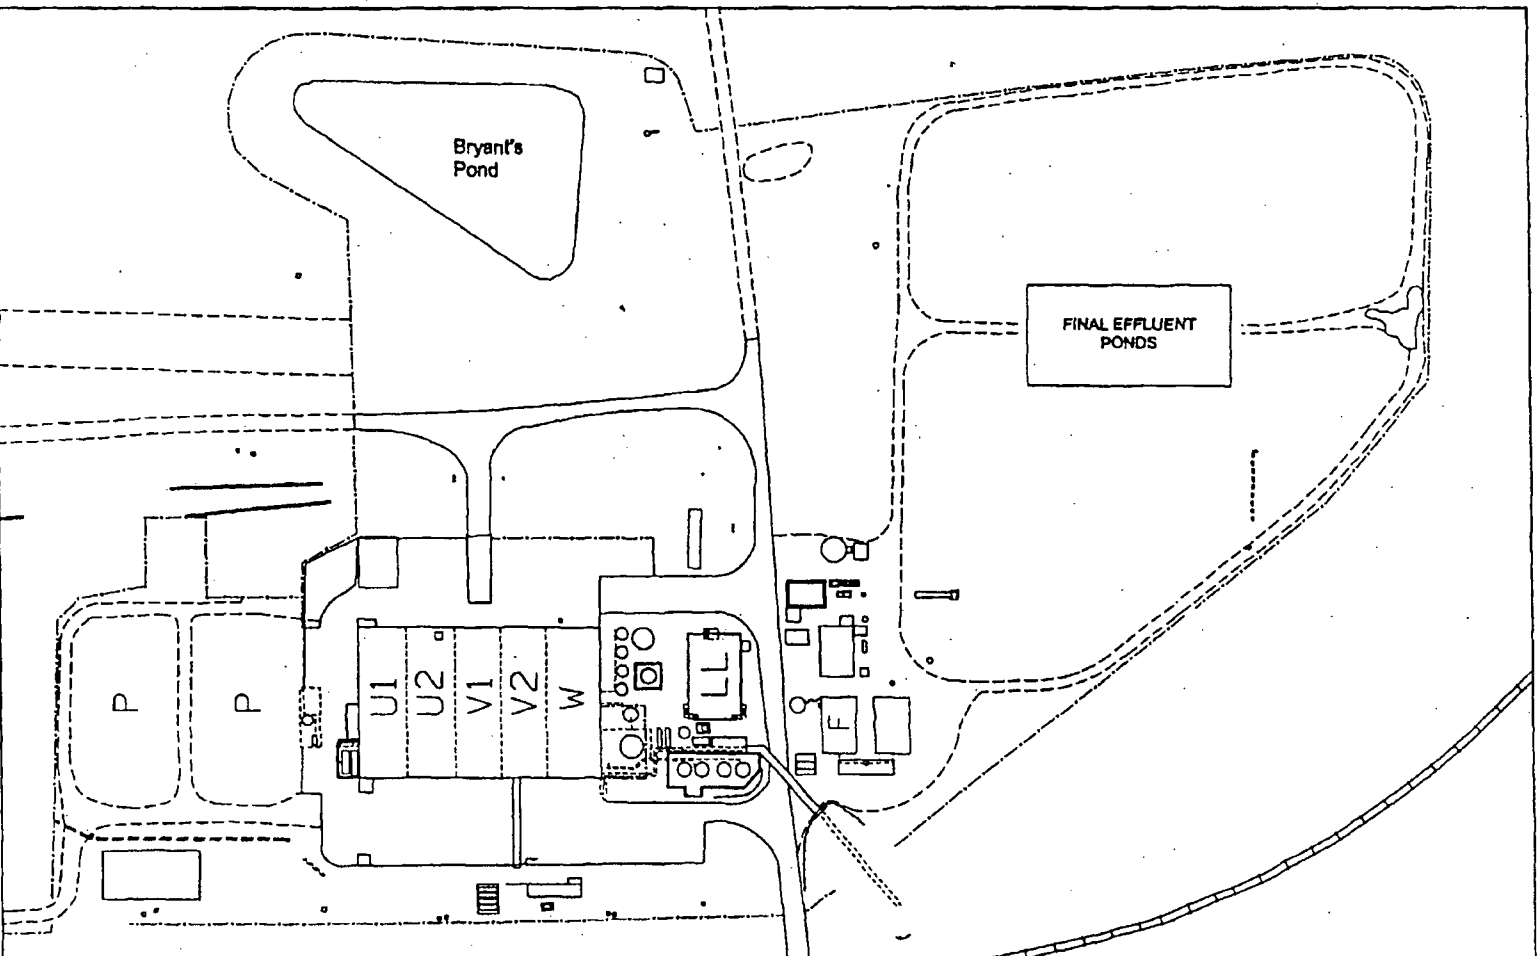 Bryant's
Pond
FINAL EFFLUENT
PONDS
P
P
U1
U2
V1
V2
W
LL
F